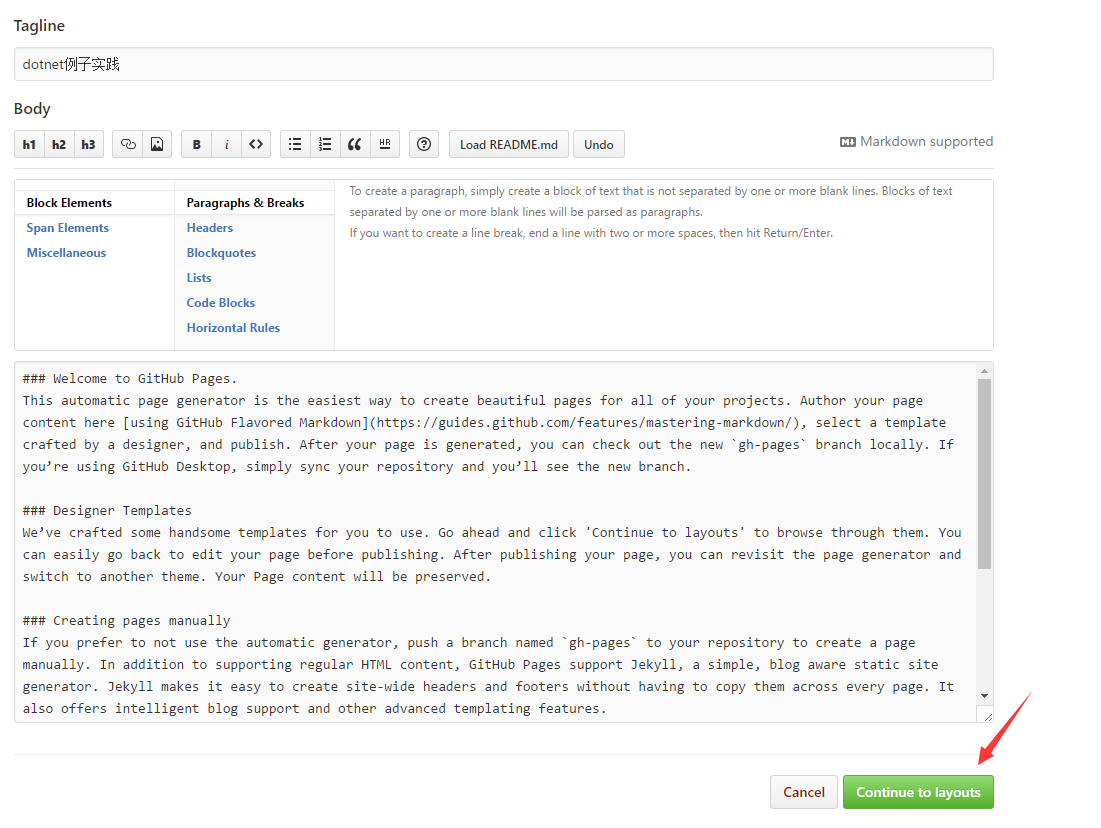 Tagline
dotnet例子实践
Body
h1 h2 h3 B i <> HR Load README.md Undo Markdown supported
Block Elements
Span Elements
Miscellaneous
Paragraphs & Breaks
Headers
Blockquotes
Lists
Code Blocks
Horizontal Rules
To create a paragraph, simply create a block of text that is not separated by one or more blank lines. Blocks of text
separated by one or more blank lines will be parsed as paragraphs.
If you want to create a line break, end a line with two or more spaces, then hit Return/Enter.
### Welcome to GitHub Pages.
This automatic page generator is the easiest way to create beautiful pages for all of your projects. Author your page
content here [using GitHub Flavored Markdown](https://guides.github.com/features/mastering-markdown/), select a template
crafted by a designer, and publish. After your page is generated, you can check out the new `gh-pages` branch locally. If
you’re using GitHub Desktop, simply sync your repository and you’ll see the new branch.
### Designer Templates
We’ve crafted some handsome templates for you to use. Go ahead and click 'Continue to layouts' to browse through them. You
can easily go back to edit your page before publishing. After publishing your page, you can revisit the page generator and
switch to another theme. Your Page content will be preserved.
### Creating pages manually
If you prefer to not use the automatic generator, push a branch named `gh-pages` to your repository to create a page
manually. In addition to supporting regular HTML content, GitHub Pages support Jekyll, a simple, blog aware static site
generator. Jekyll makes it easy to create site-wide headers and footers without having to copy them across every page. It
also offers intelligent blog support and other advanced templating features.
Cancel Continue to layouts